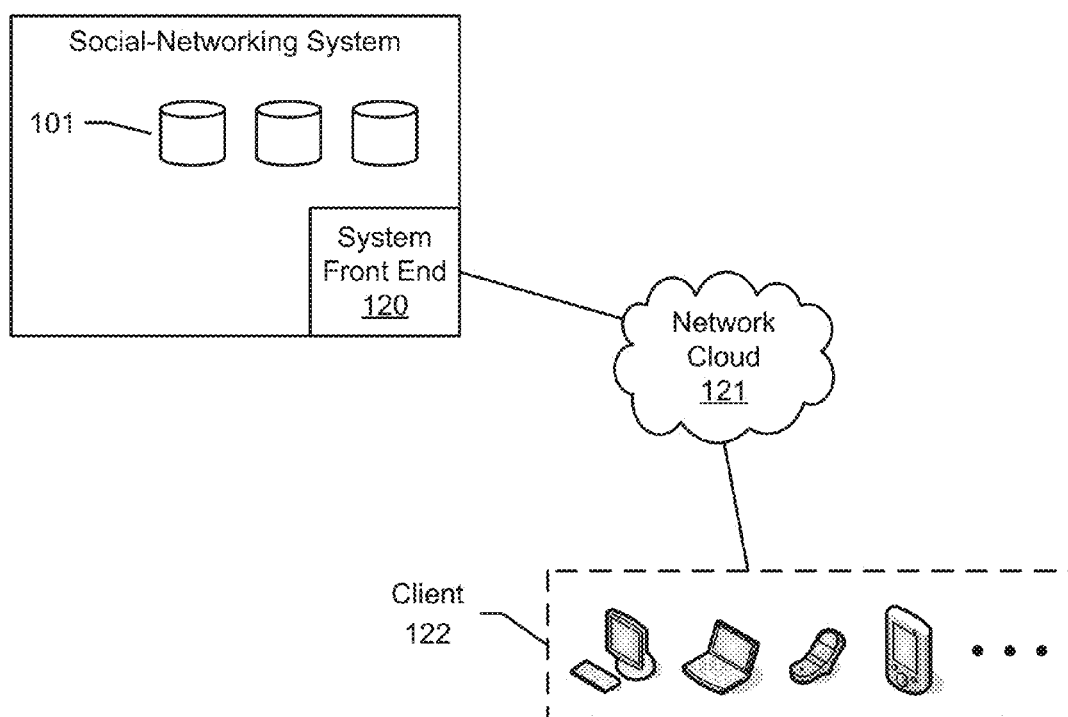 Social-Networking System
101
System
Front End
120
Network
Cloud
121
Client
122